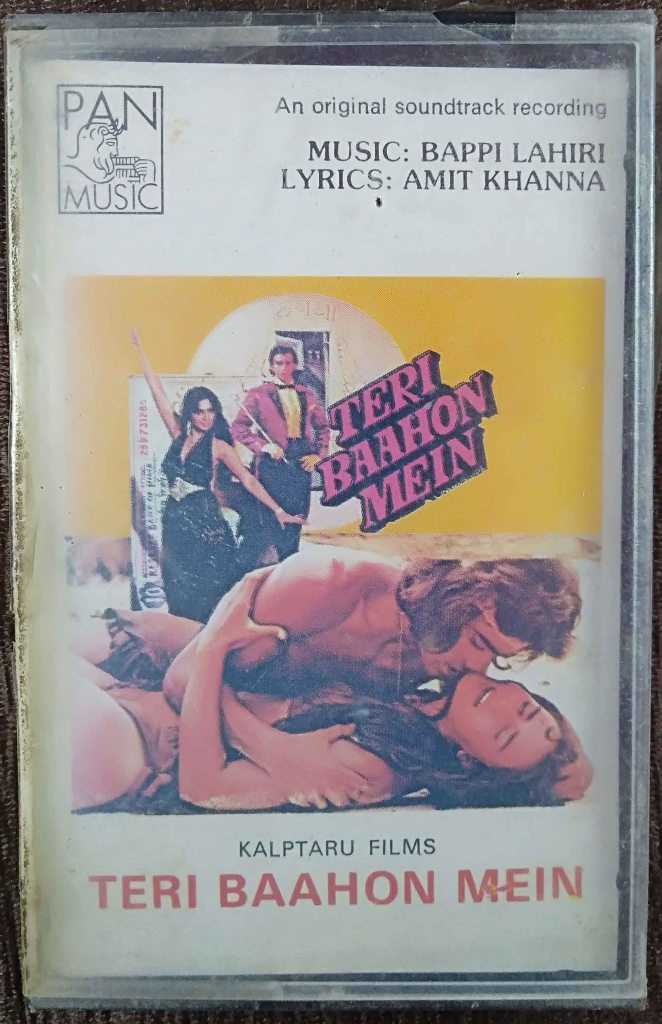 PAN
MUSIC
An original soundtrack recording
MUSIC: BAPPI LAHIRI
LYRICS: AMIT KHANNA
TERI
BAAHON
MEIN
KALPTARU FILMS
TERI BAAHON MEIN